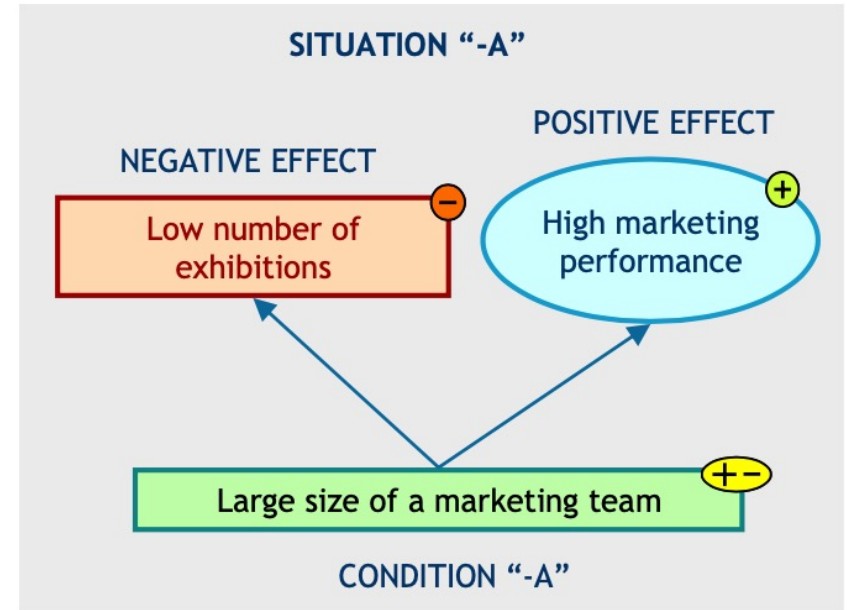 SITUATION “-A”
POSITIVE EFFECT
NEGATIVE EFFECT
−
+
Low number of
exhibitions
High marketing
performance
+−
Large size of a marketing team
CONDITION “-A”